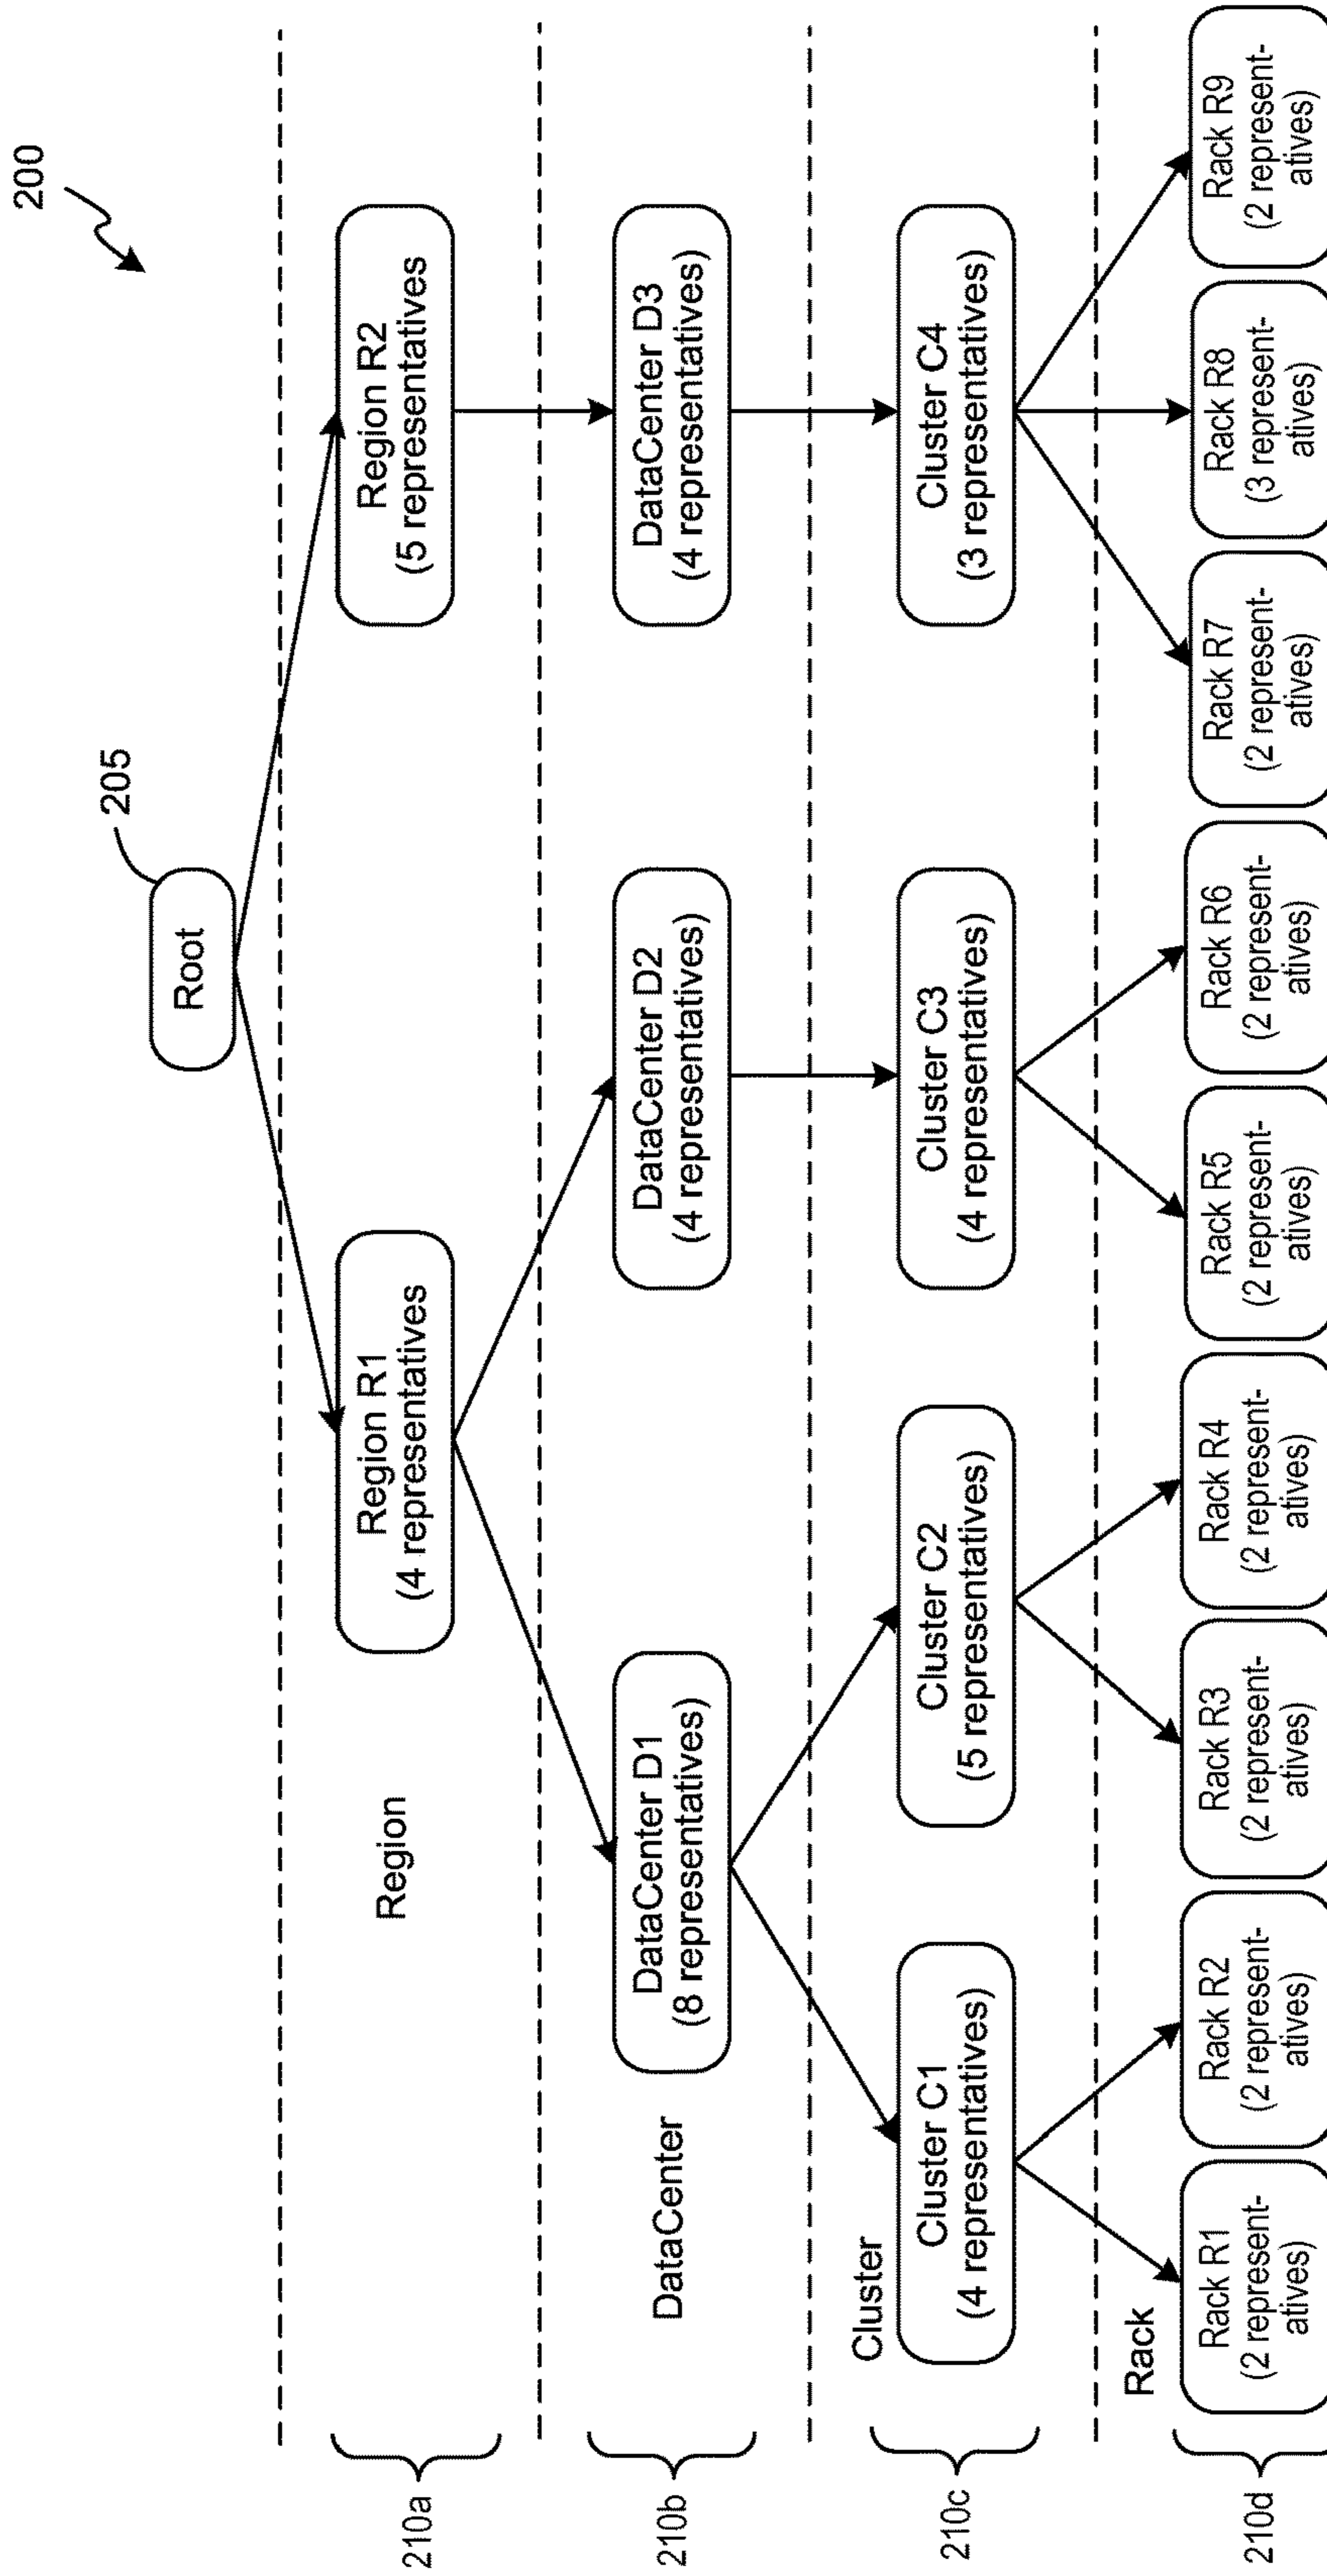 200
205
Root
210a
Region
Region R1
(4 representatives)
Region R2
(5 representatives)
210b
DataCenter
DataCenter D1
(8 representatives)
DataCenter D2
(4 representatives)
DataCenter D3
(4 representatives)
210c
Cluster
Cluster C1
(4 representatives)
Cluster C2
(5 representatives)
Cluster C3
(4 representatives)
Cluster C4
(3 representatives)
210d
Rack
Rack R1
(2 represent-
atives)
Rack R2
(2 represent-
atives)
Rack R3
(2 represent-
atives)
Rack R4
(2 represent-
atives)
Rack R5
(2 represent-
atives)
Rack R6
(2 represent-
atives)
Rack R7
(2 represent-
atives)
Rack R8
(3 represent-
atives)
Rack R9
(2 represent-
atives)